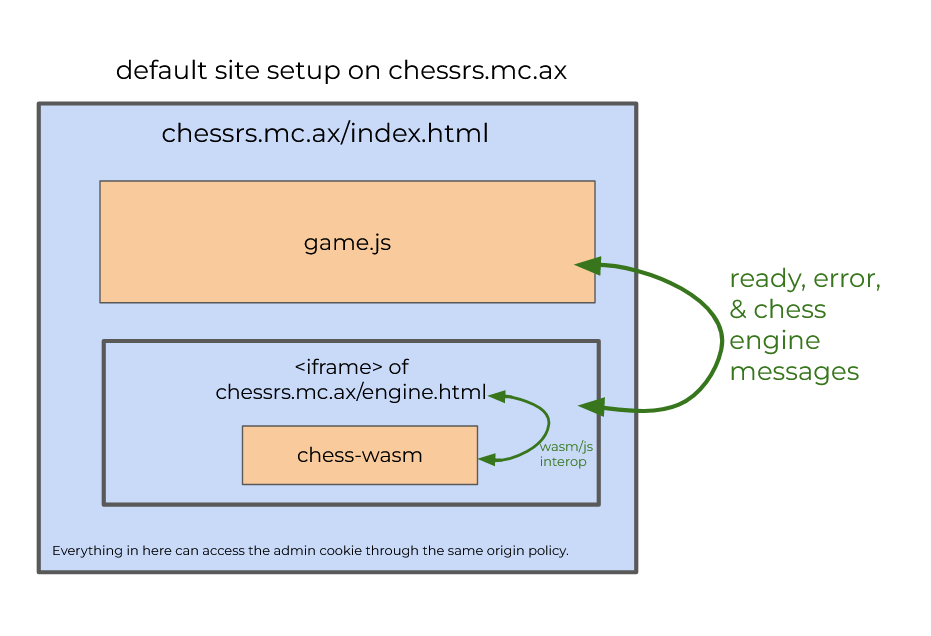 default site setup on chessrs.mc.ax
chessrs.mc.ax/index.html
game.js
ready, error,
& chess
engine
messages
<iframe> of
chessrs.mc.ax/engine.html
chess-wasm
wasm/js
interop
Everything in here can access the admin cookie through the same origin policy.